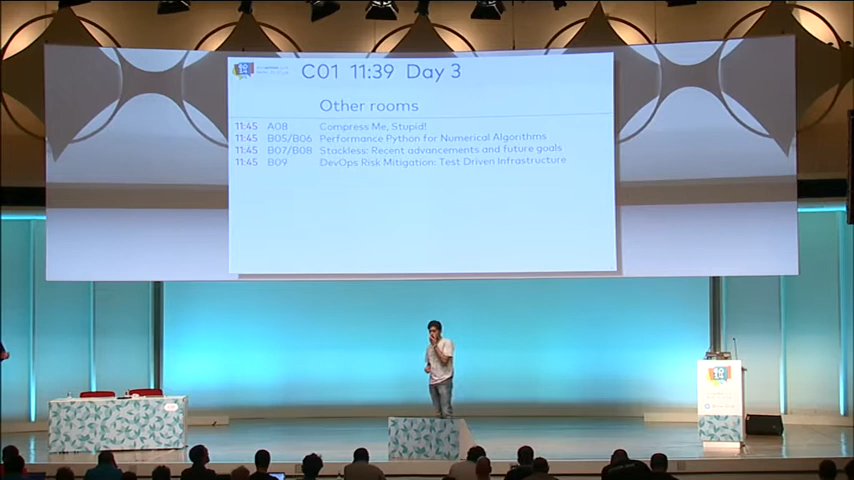 C01 11:39 Day 3
Other rooms
11:45 A08 Compress Me, Stupid!
11:45 B05/B06 Performance Python for Numerical Algorithms
11:45 B07/B08 Stackless: Recent advancements and future goals
11:45 B09 DevOps Risk Mitigation: Test Driven Infrastructure